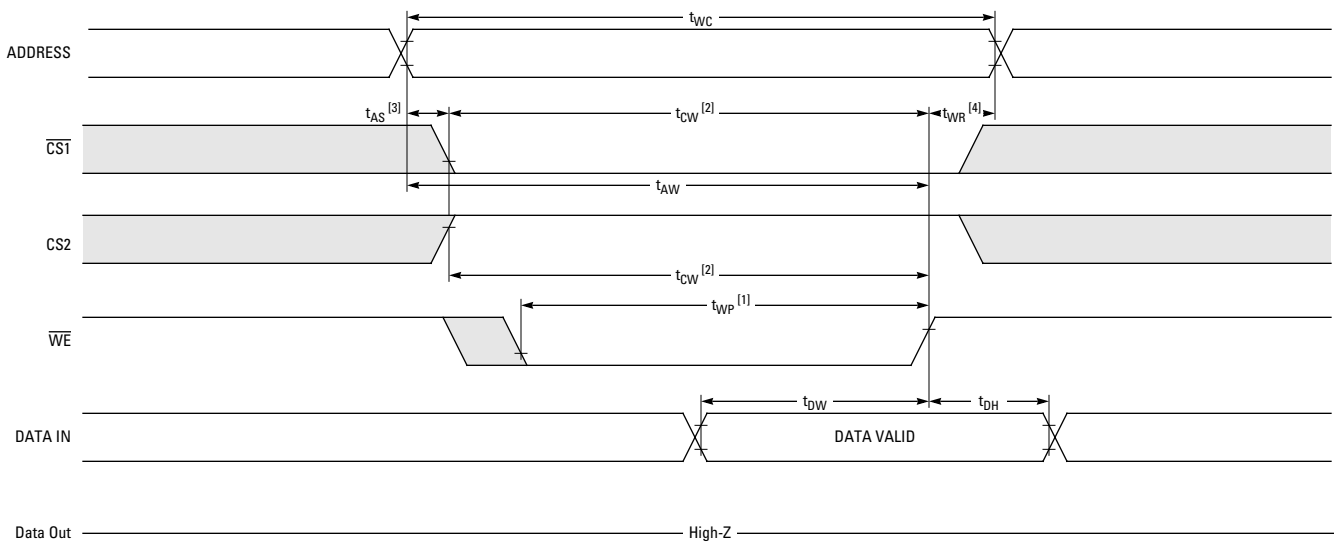 tWC
ADDRESS
tAS [3]
tCW [2]
tWR [4]
CS1
tAW
CS2
tCW [2]
tWP [1]
WE
tDW
tDH
DATA IN
DATA VALID
Data Out
High-Z